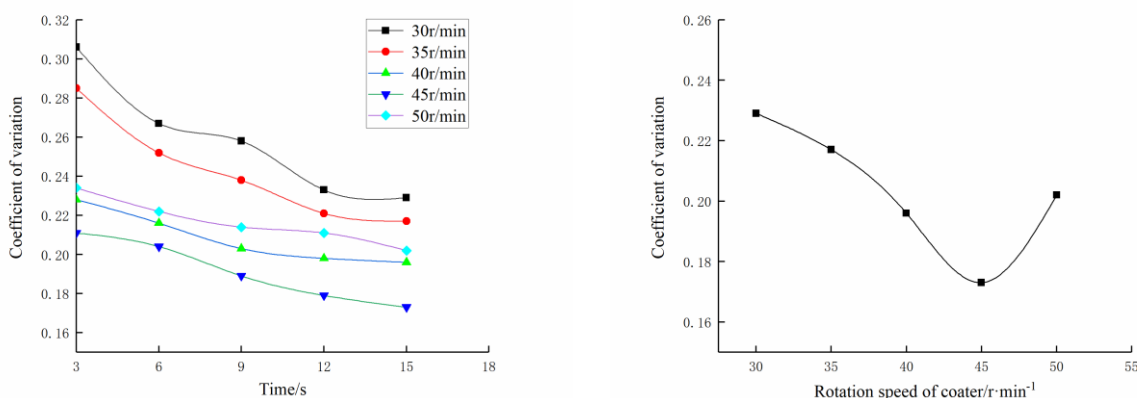 0.32
0.30
0.28
0.26
0.24
0.22
0.20
0.18
0.16
Coefficient of variation
30r/min
35r/min
40r/min
45r/min
50r/min
3 6 9 12 15 18
Time/s
0.26
0.24
0.22
0.20
0.18
0.16
Coefficient of variation
30 35 40 45 50 55
Rotation speed of coater/r·min⁻¹